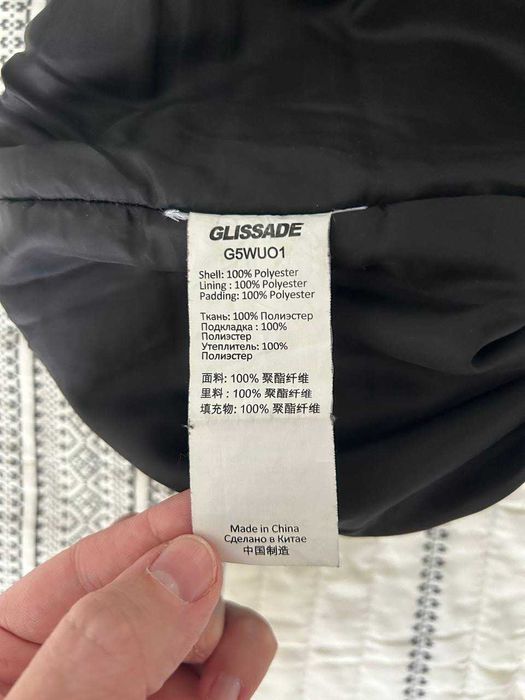 GLISSADE
G5WUO1
Shell: 100% Polyester
Lining : 100% Polyester
Padding: 100% Polyester
Ткань: 100% Полиэстер
Подкладка : 100%
Полиэстер
Утеплитель: 100%
Полиэстер
面料: 100% 聚酯纤维
里料: 100% 聚酯纤维
填充物: 100% 聚酯纤维
Made in China
Сделано в Китае
中国制造